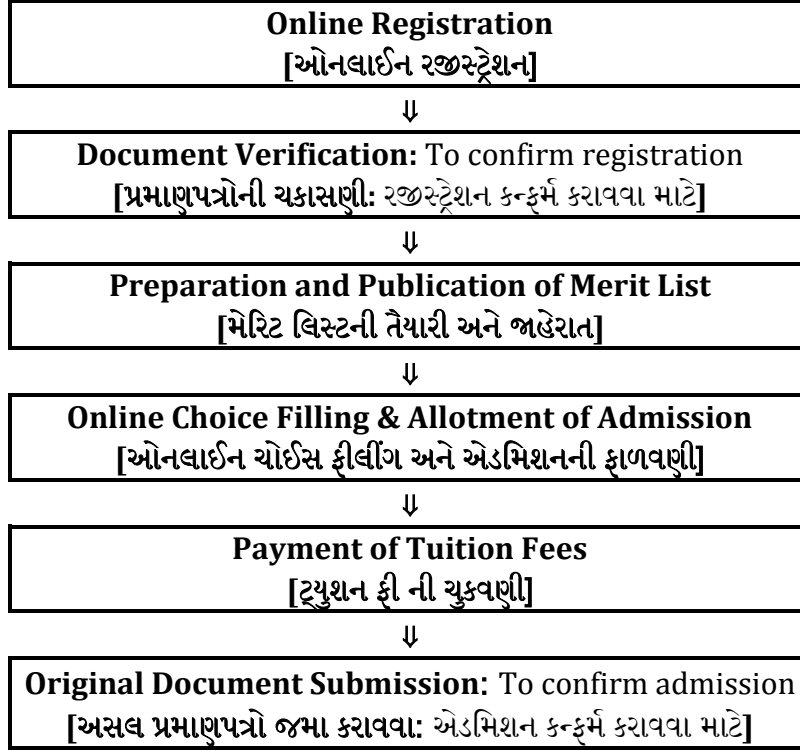 Online Registration
[ઓનલાઈન રજીસ્ટ્રેશન]
⇓
Document Verification: To confirm registration
[પ્રમાણપત્રોની ચકાસણી: રજીસ્ટ્રેશન કન્ફર્મ કરાવવા માટે]
⇓
Preparation and Publication of Merit List
[મેરિટ લિસ્ટની તૈયારી અને જાહેરાત]
⇓
Online Choice Filling & Allotment of Admission
[ઓનલાઈન ચોઈસ ફીલીંગ અને એડમિશનની ફાળવણી]
⇓
Payment of Tuition Fees
[ટ્યુશન ફી ની ચુકવણી]
⇓
Original Document Submission: To confirm admission
[અસલ પ્રમાણપત્રો જમા કરાવવા: એડમિશન કન્ફર્મ કરાવવા માટે]